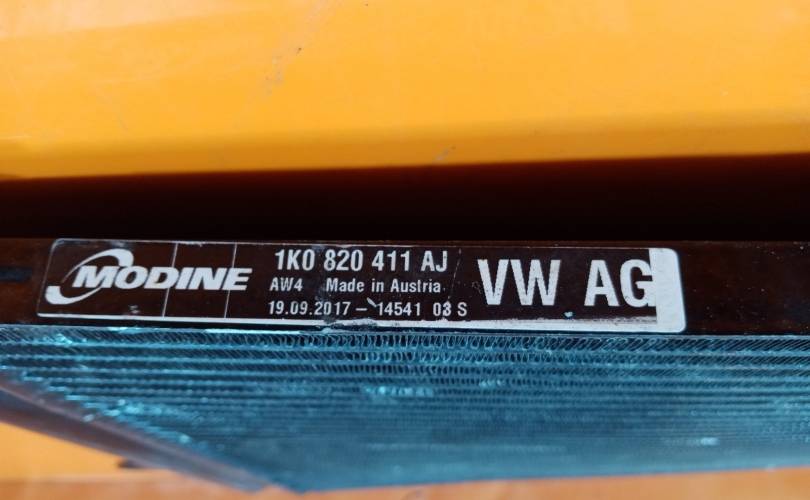 MODINE
1K0 820 411 AJ
AW4 Made in Austria
19.09.2017 - 14541 03 S
VW AG